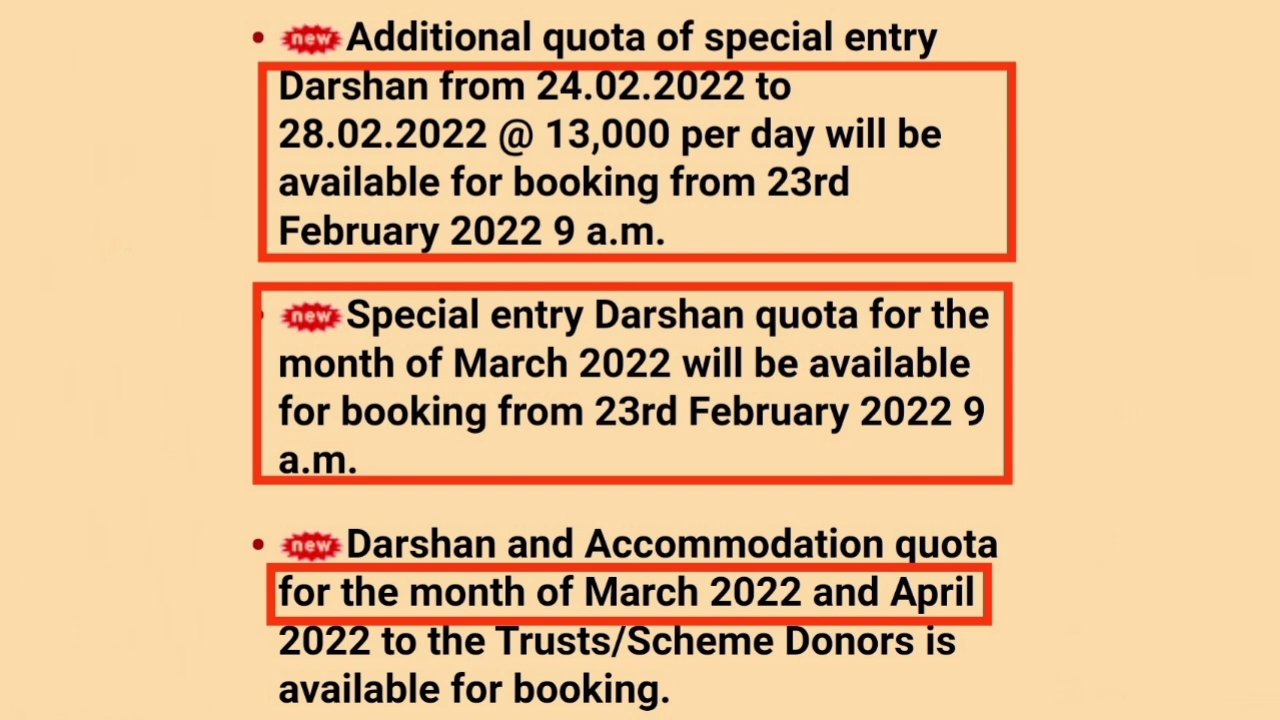 • new Additional quota of special entry
Darshan from 24.02.2022 to
28.02.2022 @ 13,000 per day will be
available for booking from 23rd
February 2022 9 a.m.
• new Special entry Darshan quota for the
month of March 2022 will be available
for booking from 23rd February 2022 9
a.m.
• new Darshan and Accommodation quota
for the month of March 2022 and April
2022 to the Trusts/Scheme Donors is
available for booking.